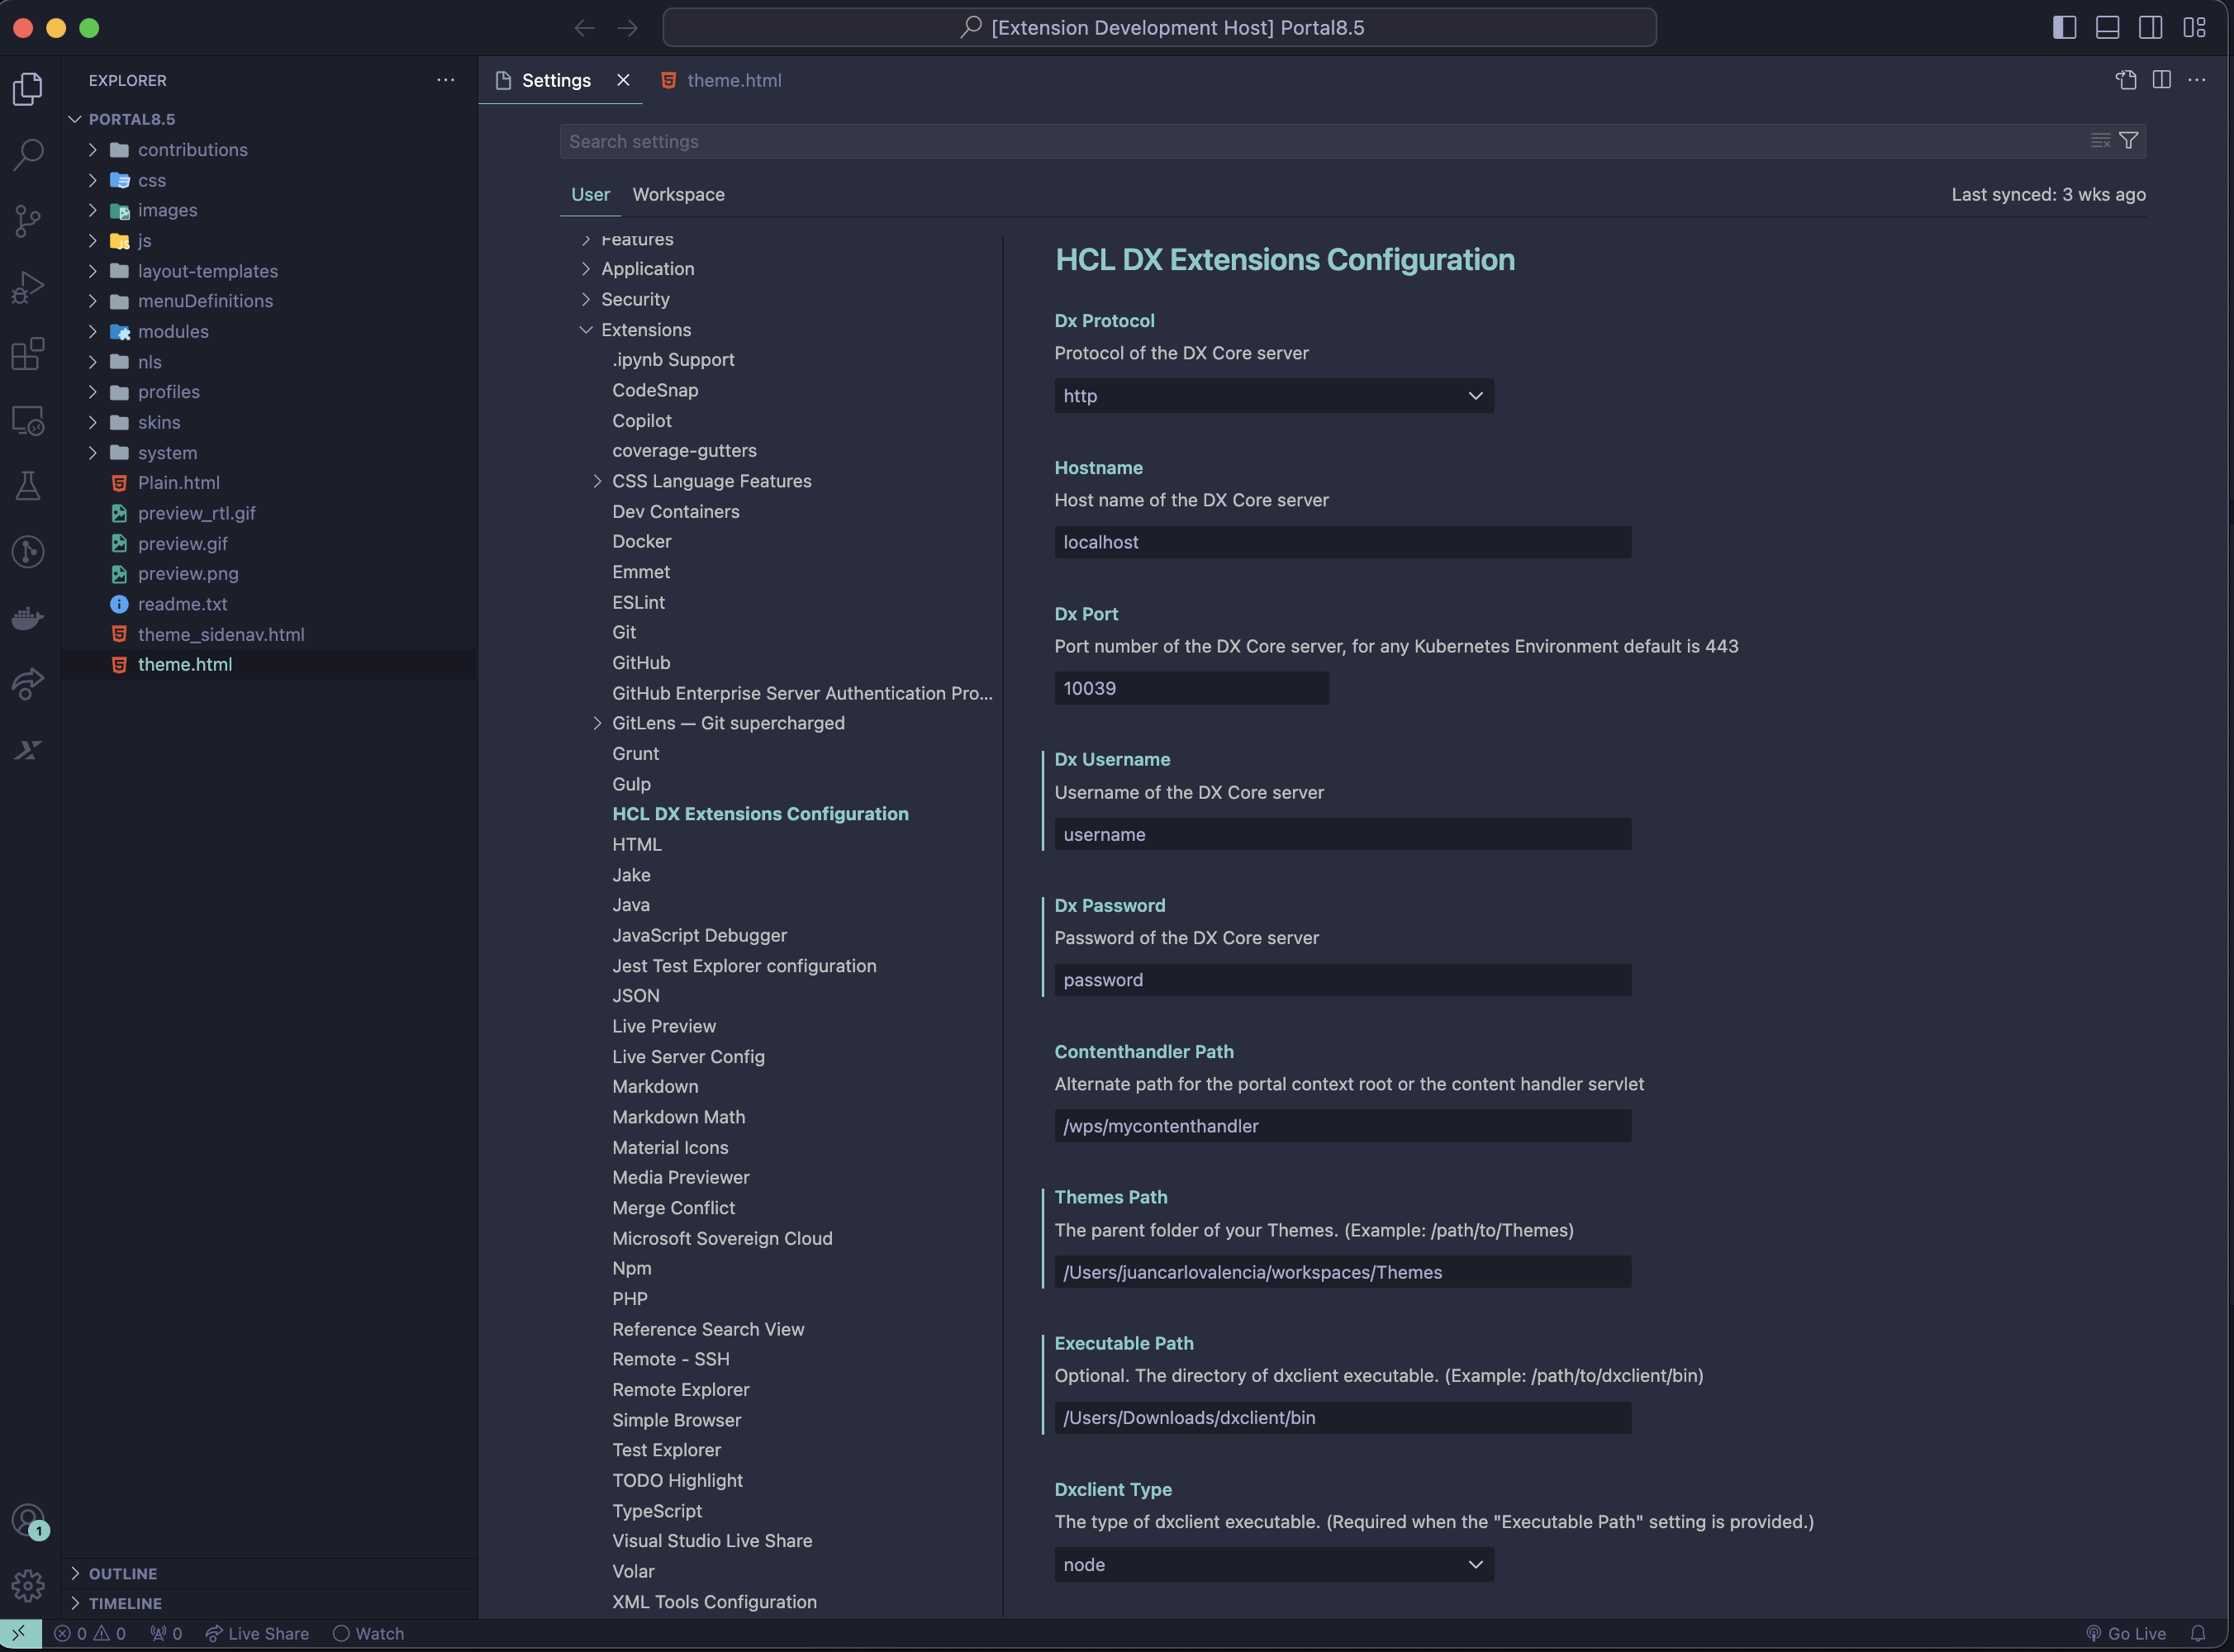 [Extension Development Host] Portal8.5
EXPLORER
PORTAL8.5
contributions
css
images
js
layout-templates
menuDefinitions
modules
nls
profiles
skins
system
Plain.html
preview_rtl.gif
preview.gif
preview.png
readme.txt
theme_sidenav.html
theme.html
OUTLINE
TIMELINE
Settings
theme.html
Search settings
User
Workspace
Last synced: 3 wks ago
Features
Application
Security
Extensions
.ipynb Support
CodeSnap
Copilot
coverage-gutters
CSS Language Features
Dev Containers
Docker
Emmet
ESLint
Git
GitHub
GitHub Enterprise Server Authentication Pro...
GitLens — Git supercharged
Grunt
Gulp
HCL DX Extensions Configuration
HTML
Jake
Java
JavaScript Debugger
Jest Test Explorer configuration
JSON
Live Preview
Live Server Config
Markdown
Markdown Math
Material Icons
Media Previewer
Merge Conflict
Microsoft Sovereign Cloud
Npm
PHP
Reference Search View
Remote - SSH
Remote Explorer
Simple Browser
Test Explorer
TODO Highlight
TypeScript
Visual Studio Live Share
Volar
XML Tools Configuration
HCL DX Extensions Configuration
Dx Protocol
Protocol of the DX Core server
http
Hostname
Host name of the DX Core server
localhost
Dx Port
Port number of the DX Core server, for any Kubernetes Environment default is 443
10039
Dx Username
Username of the DX Core server
username
Dx Password
Password of the DX Core server
password
Contenthandler Path
Alternate path for the portal context root or the content handler servlet
/wps/mycontenthandler
Themes Path
The parent folder of your Themes. (Example: /path/to/Themes)
/Users/juancarlovalencia/workspaces/Themes
Executable Path
Optional. The directory of dxclient executable. (Example: /path/to/dxclient/bin)
/Users/Downloads/dxclient/bin
Dxclient Type
The type of dxclient executable. (Required when the "Executable Path" setting is provided.)
node
1
0 0 0 Live Share Watch
Go Live